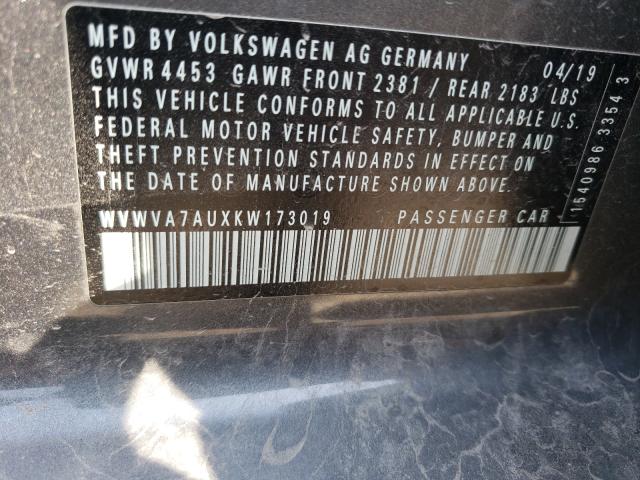 MFD BY VOLKSWAGEN AG GERMANY 04/19
GVWR 4453 GAWR FRONT 2381 / REAR 2183 LBS
THIS VEHICLE CONFORMS TO ALL APPLICABLE U.S.
FEDERAL MOTOR VEHICLE SAFETY, BUMPER AND
THEFT PREVENTION STANDARDS IN EFFECT ON
THE DATE OF MANUFACTURE SHOWN ABOVE.
WVWVA7AUXKW173019 PASSENGER CAR
1540986 3354 3